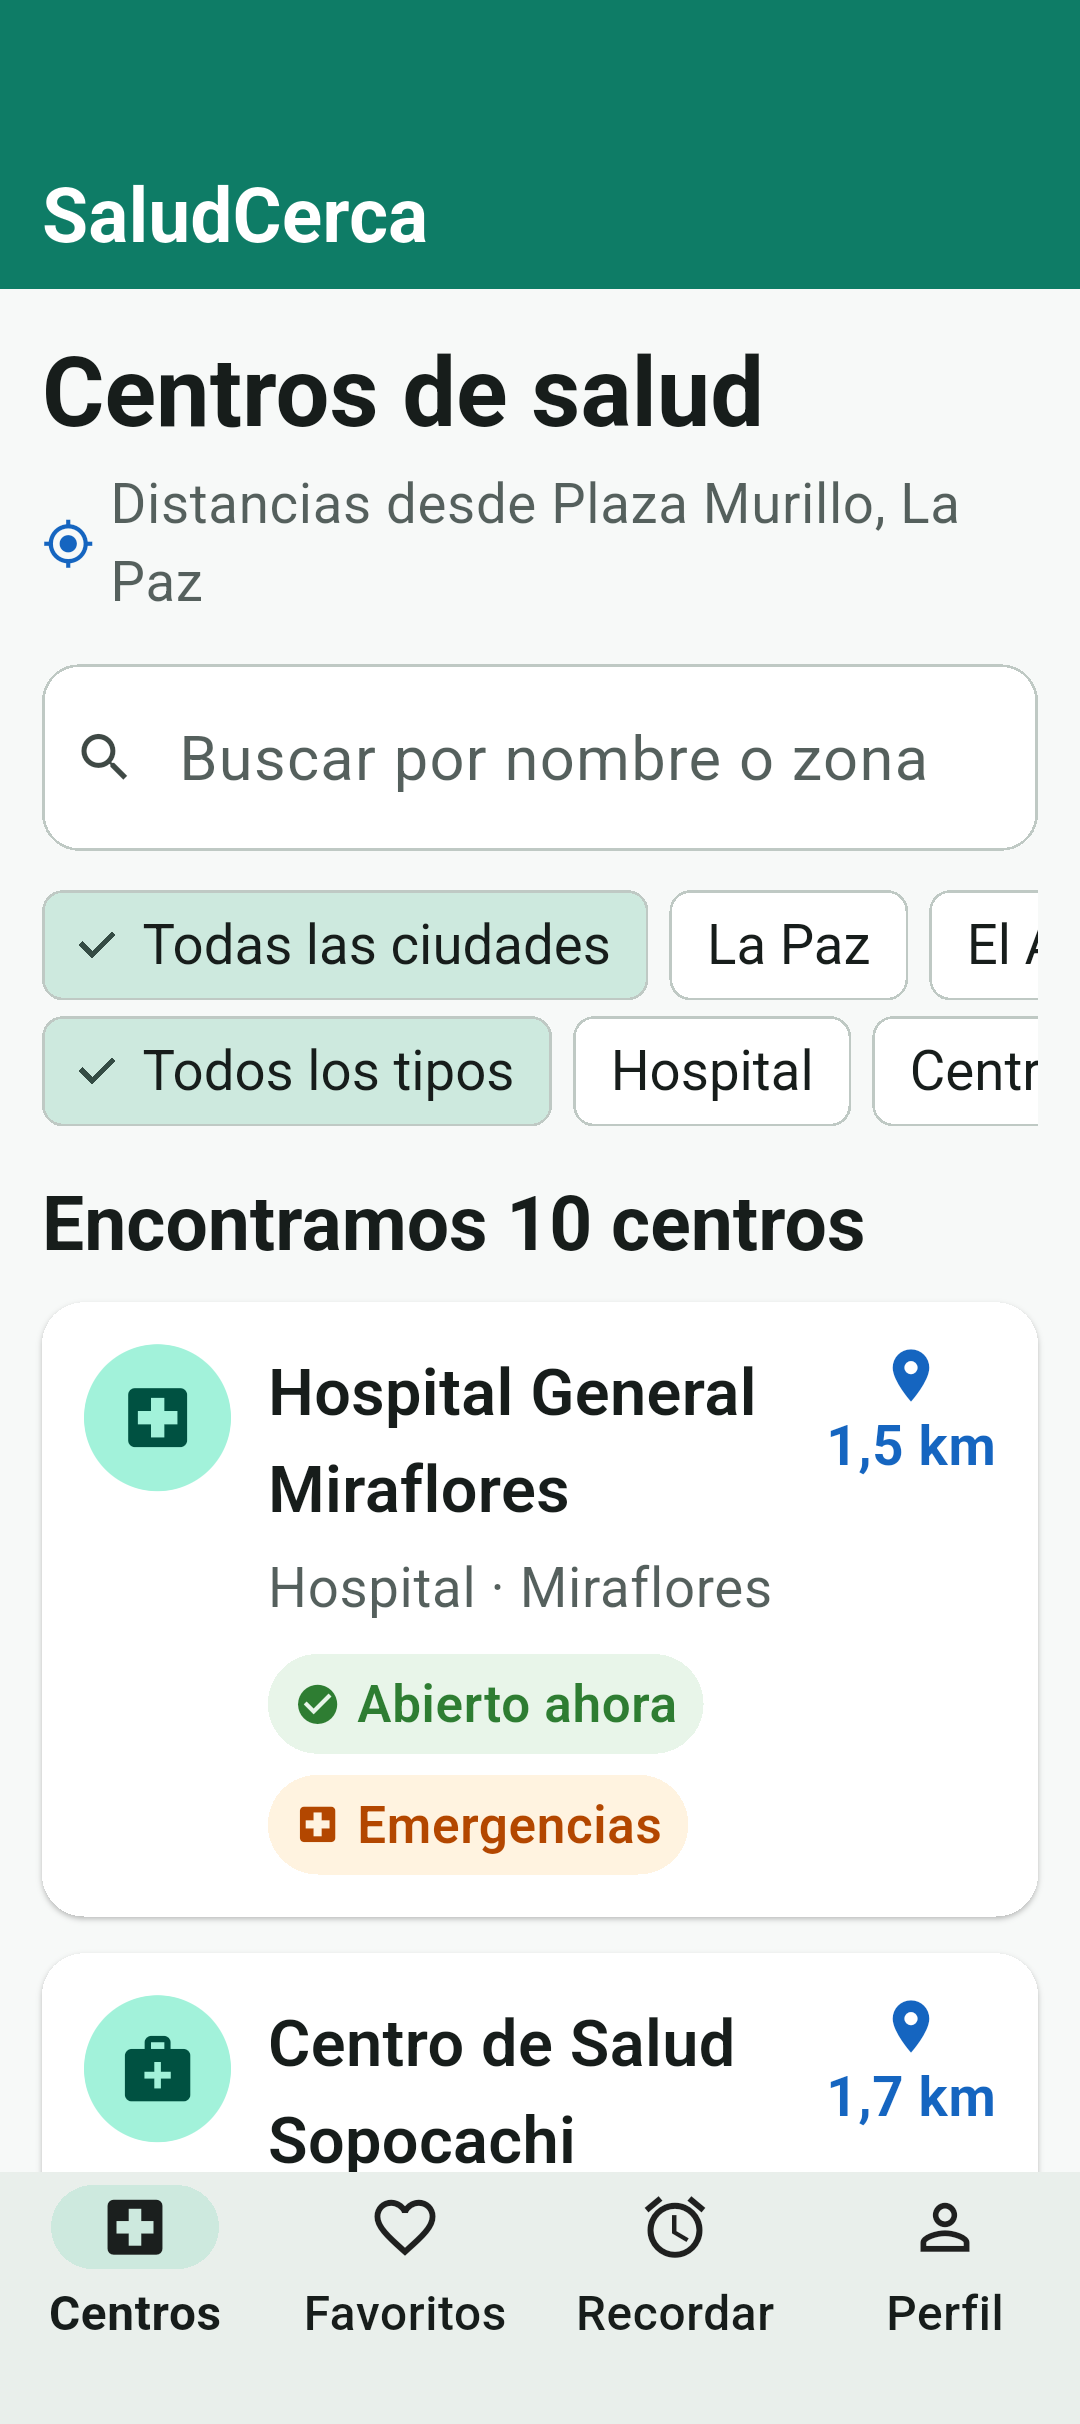 SaludCerca
Centros de salud
Distancias desde Plaza Murillo, La
Paz
Buscar por nombre o zona
Todas las ciudades
La Paz
El
Todos los tipos
Hospital
Centr
Encontramos 10 centros
Hospital General
Miraflores
1,5 km
Hospital · Miraflores
Abierto ahora
Emergencias
Centro de Salud
Sopocachi
1,7 km
Centros
Favoritos
Recordar
Perfil